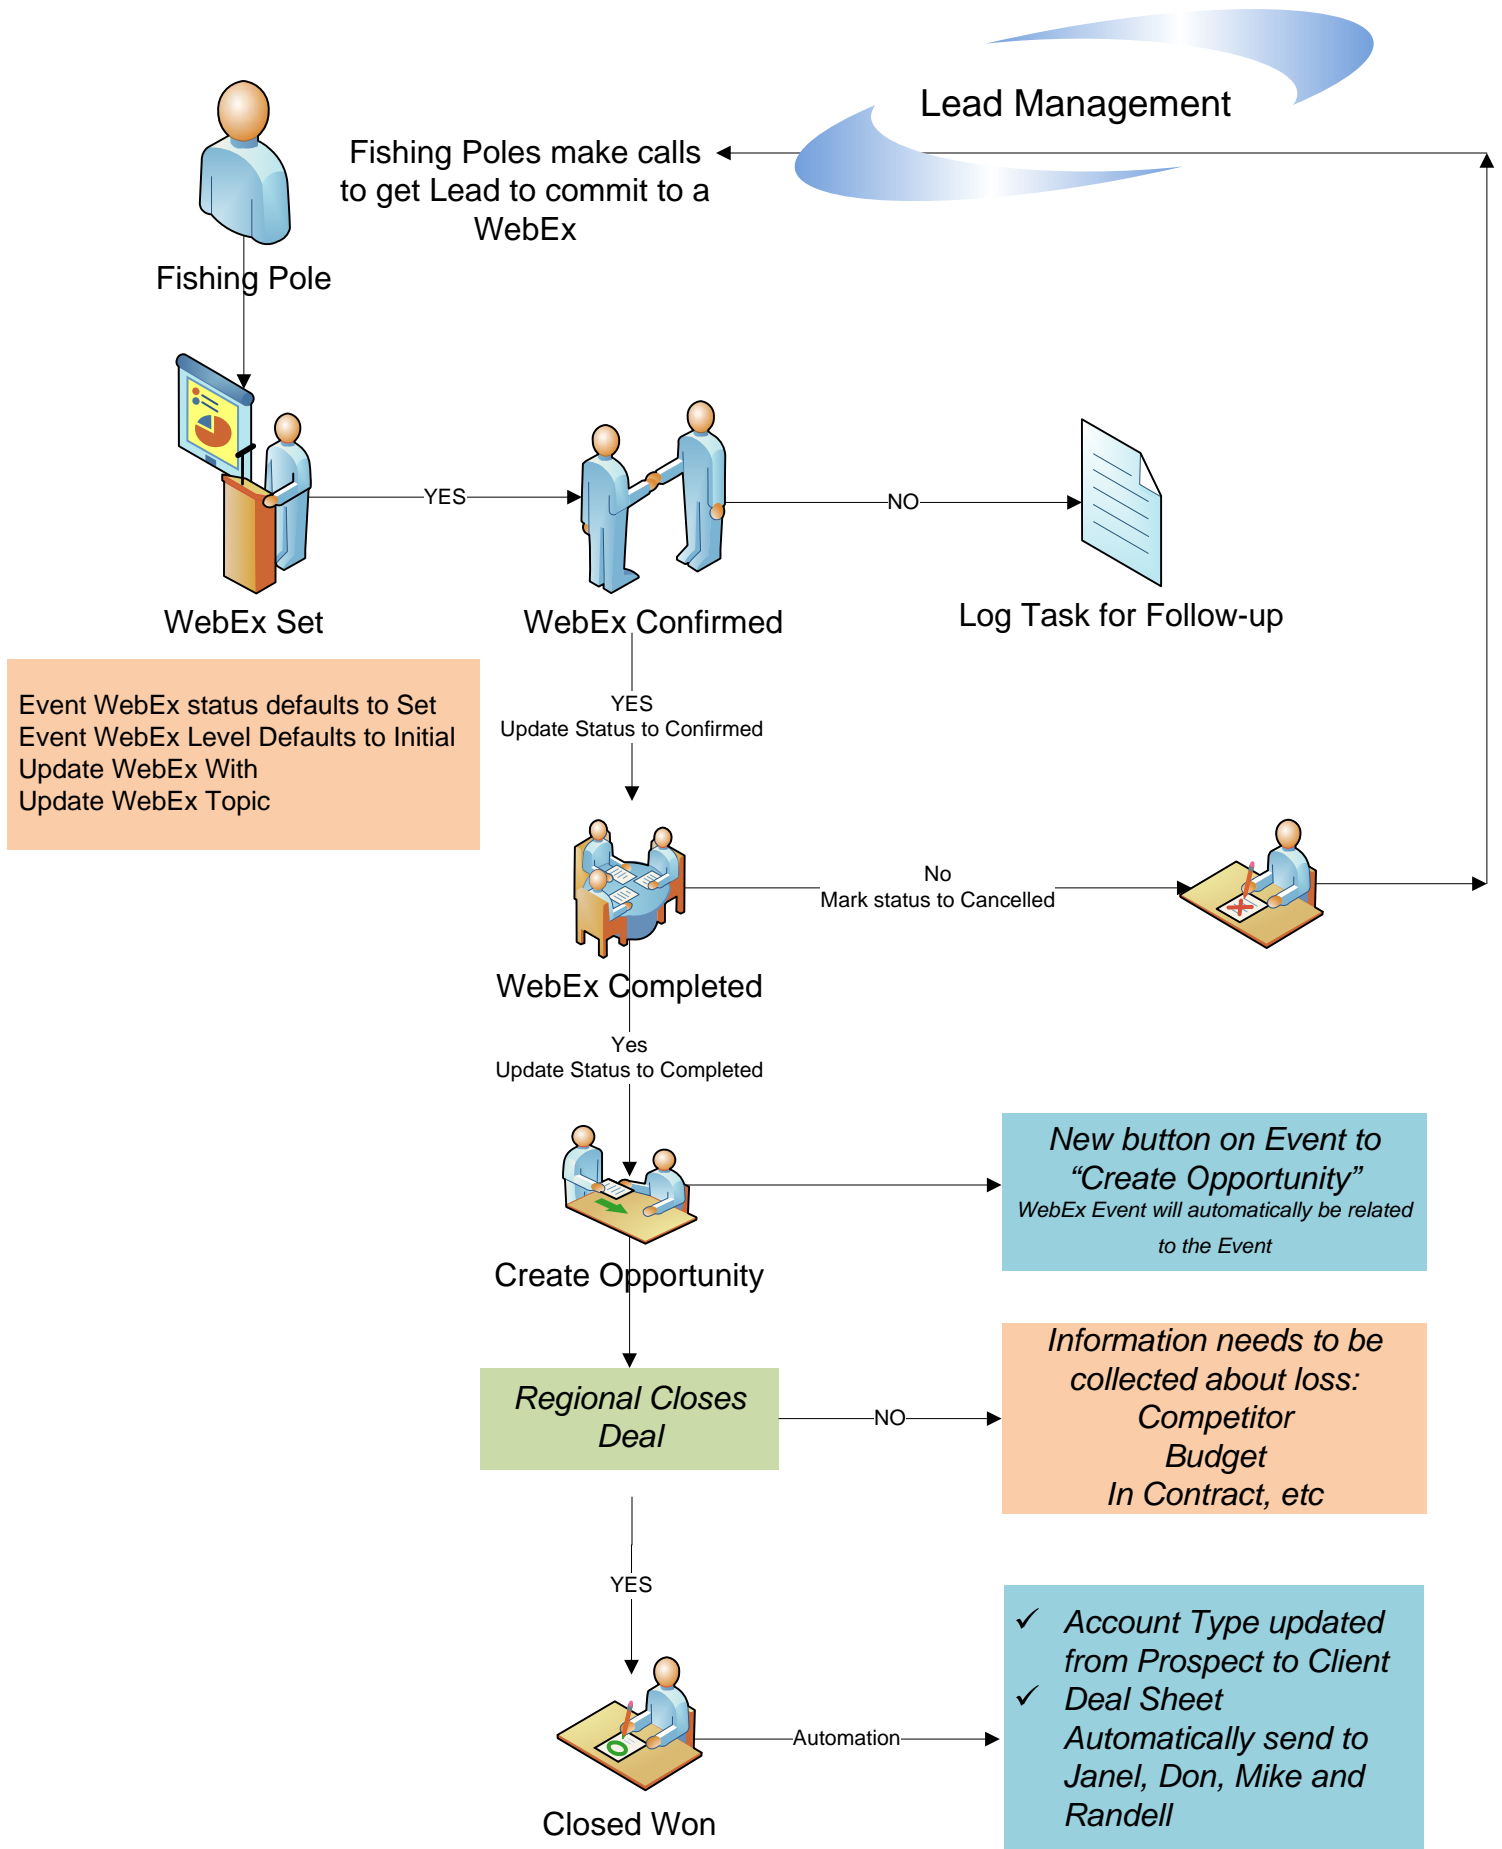 Lead Management
Fishing Poles make calls
to get Lead to commit to a
WebEx
Fishing Pole
YES
NO
WebEx Set
WebEx Confirmed
Log Task for Follow-up
Event WebEx status defaults to Set
Event WebEx Level Defaults to Initial
Update WebEx With
Update WebEx Topic
YES
Update Status to Confirmed
No
Mark status to Cancelled
WebEx Completed
Yes
Update Status to Completed
New button on Event to
“Create Opportunity”
WebEx Event will automatically be related
to the Event
Create Opportunity
Regional Closes
Deal
NO
Information needs to be
collected about loss:
Competitor
Budget
In Contract, etc
YES
Automation
✓ Account Type updated
from Prospect to Client
✓ Deal Sheet
Automatically send to
Janel, Don, Mike and
Randell
Closed Won